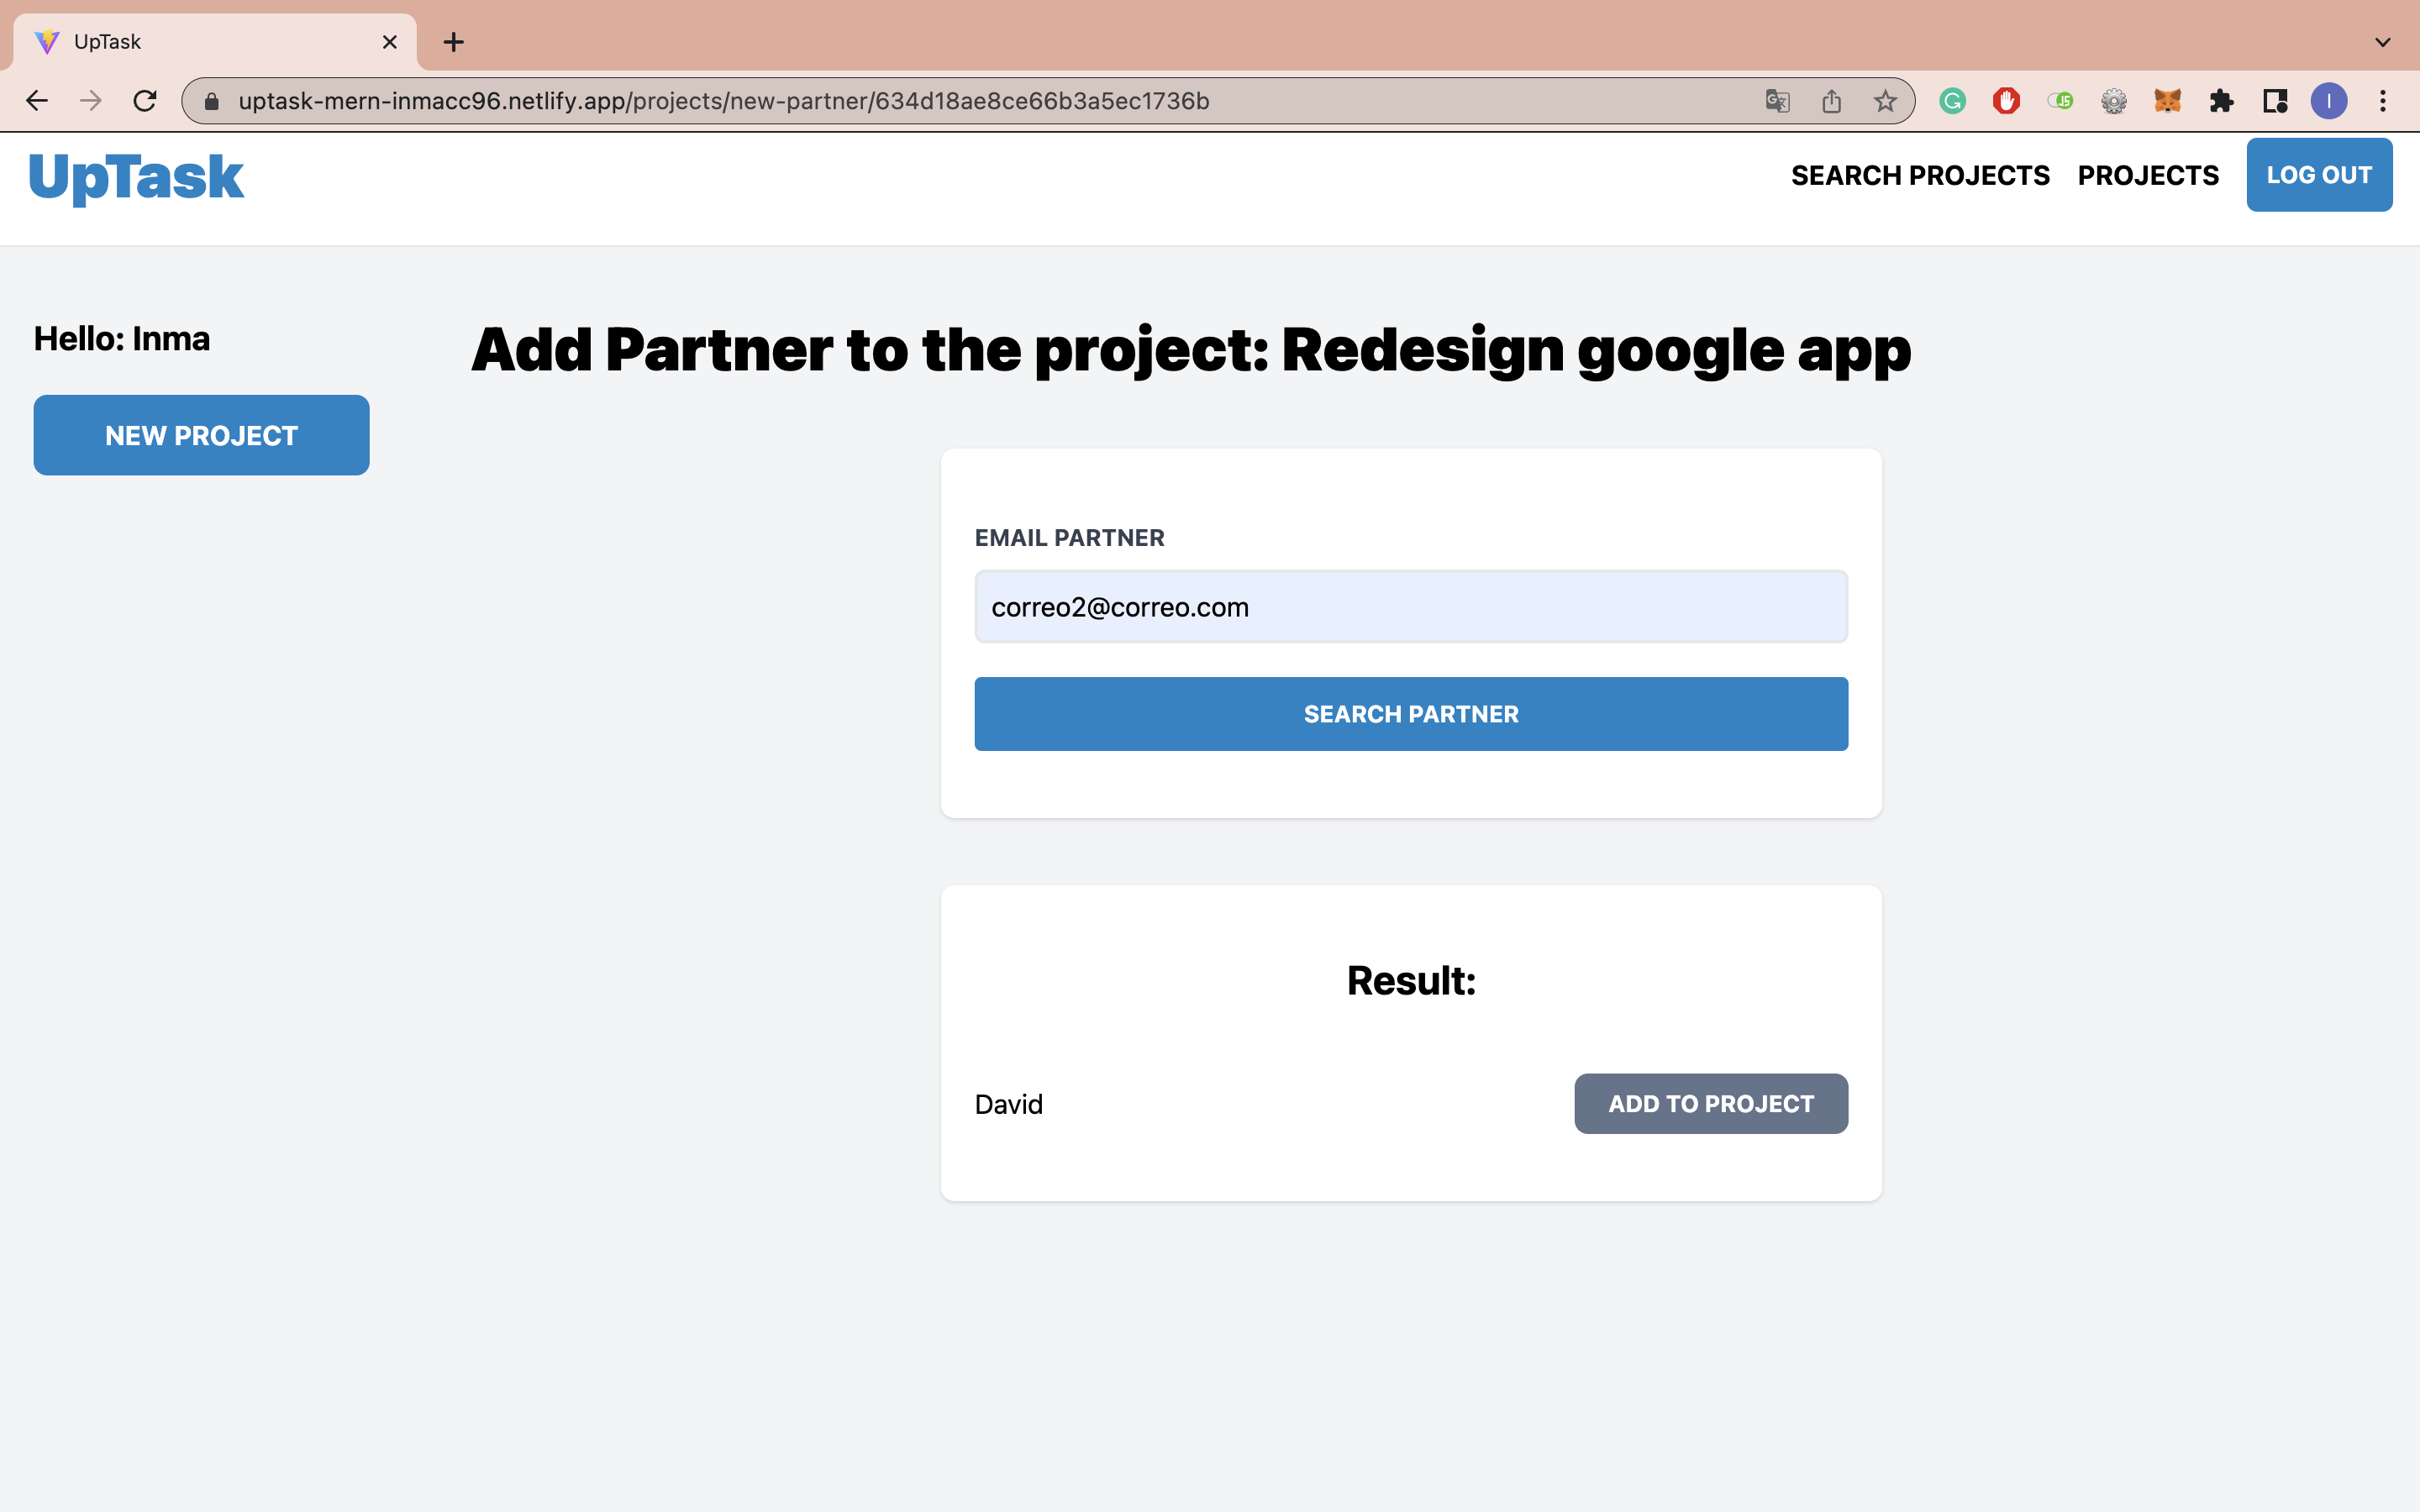 UpTask
uptask-mern-inmacc96.netlify.app/projects/new-partner/634d18ae8ce66b3a5ec1736b
UpTask
SEARCH PROJECTS
PROJECTS
LOG OUT
Hello: Inma
NEW PROJECT
Add Partner to the project: Redesign google app
EMAIL PARTNER
correo2@correo.com
SEARCH PARTNER
Result:
David
ADD TO PROJECT